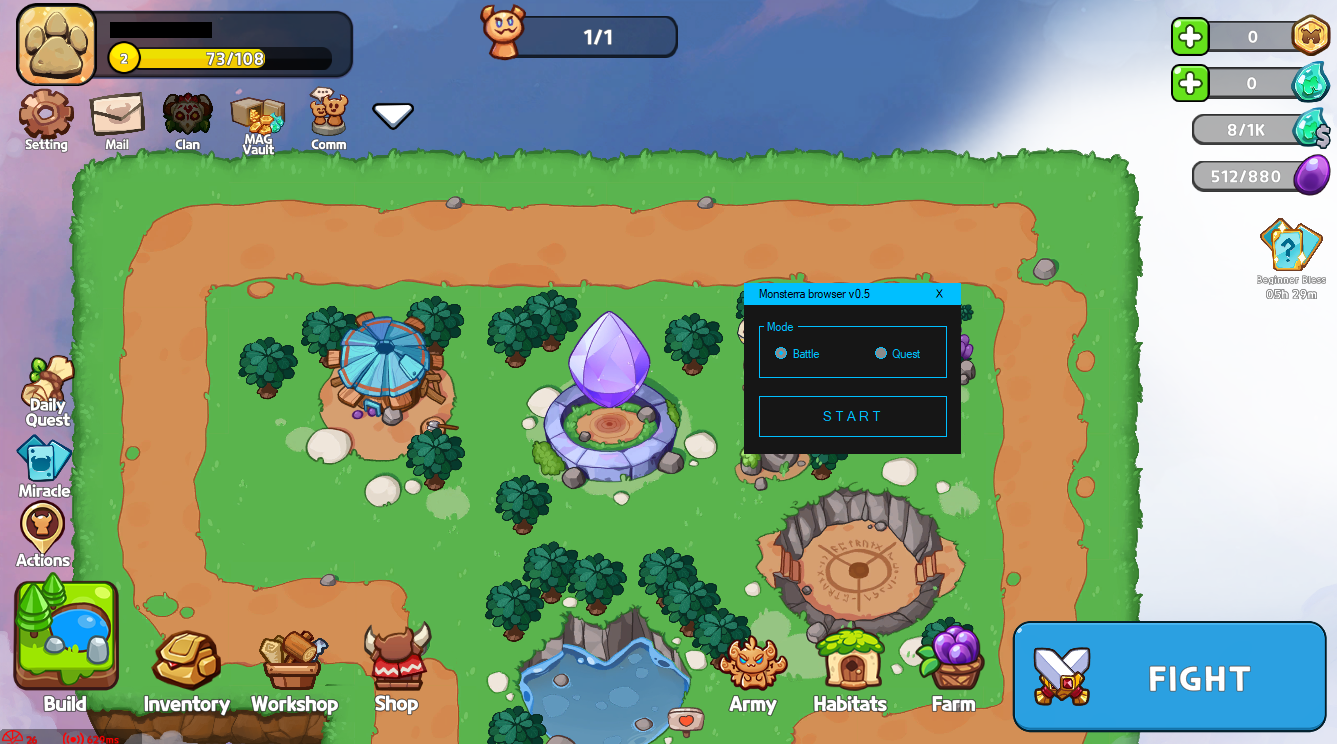 2
73/108
1/1
0
0
8/1K
512/880
Setting
Mail
Clan
MAG
Vault
Comm
Beginner Bless
05h 29m
Monsterra browser v0.5
X
Mode
Battle
Quest
START
Daily
Quest
Miracle
Actions
Build
Inventory
Workshop
Shop
Army
Habitats
Farm
FIGHT
26
629ms